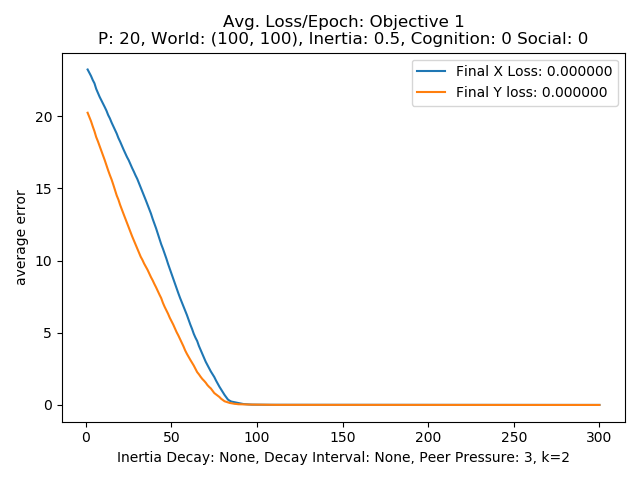 Avg. Loss/Epoch: Objective 1
P: 20, World: (100, 100), Inertia: 0.5, Cognition: 0 Social: 0
Final X Loss: 0.000000
Final Y loss: 0.000000
average error
20
15
10
5
0
0 50 100 150 200 250 300
Inertia Decay: None, Decay Interval: None, Peer Pressure: 3, k=2